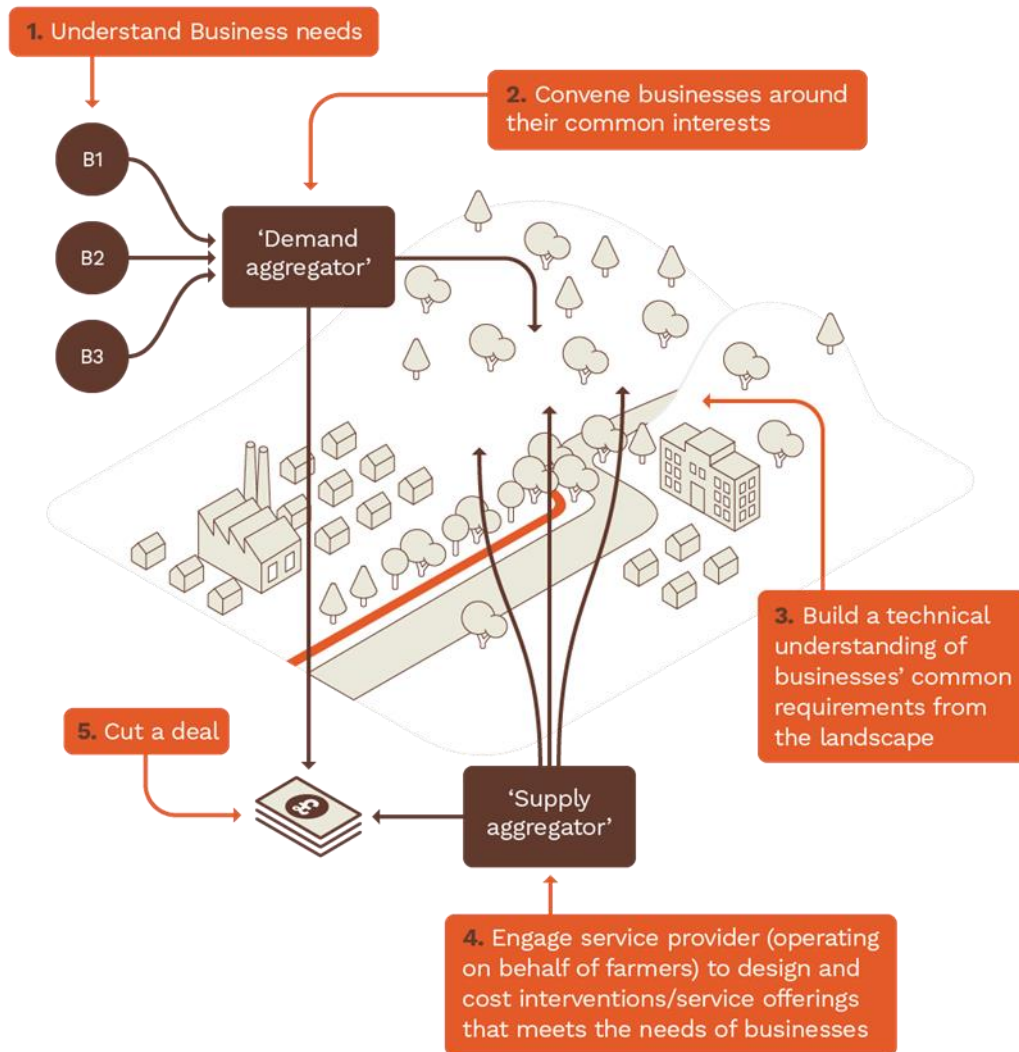 1. Understand Business needs
2. Convene businesses around
their common interests
B1
B2
B3
‘Demand
aggregator’
3. Build a technical
understanding of
businesses’ common
requirements from
the landscape
5. Cut a deal
£
‘Supply
aggregator’
4. Engage service provider (operating
on behalf of farmers) to design and
cost interventions/service offerings
that meets the needs of businesses